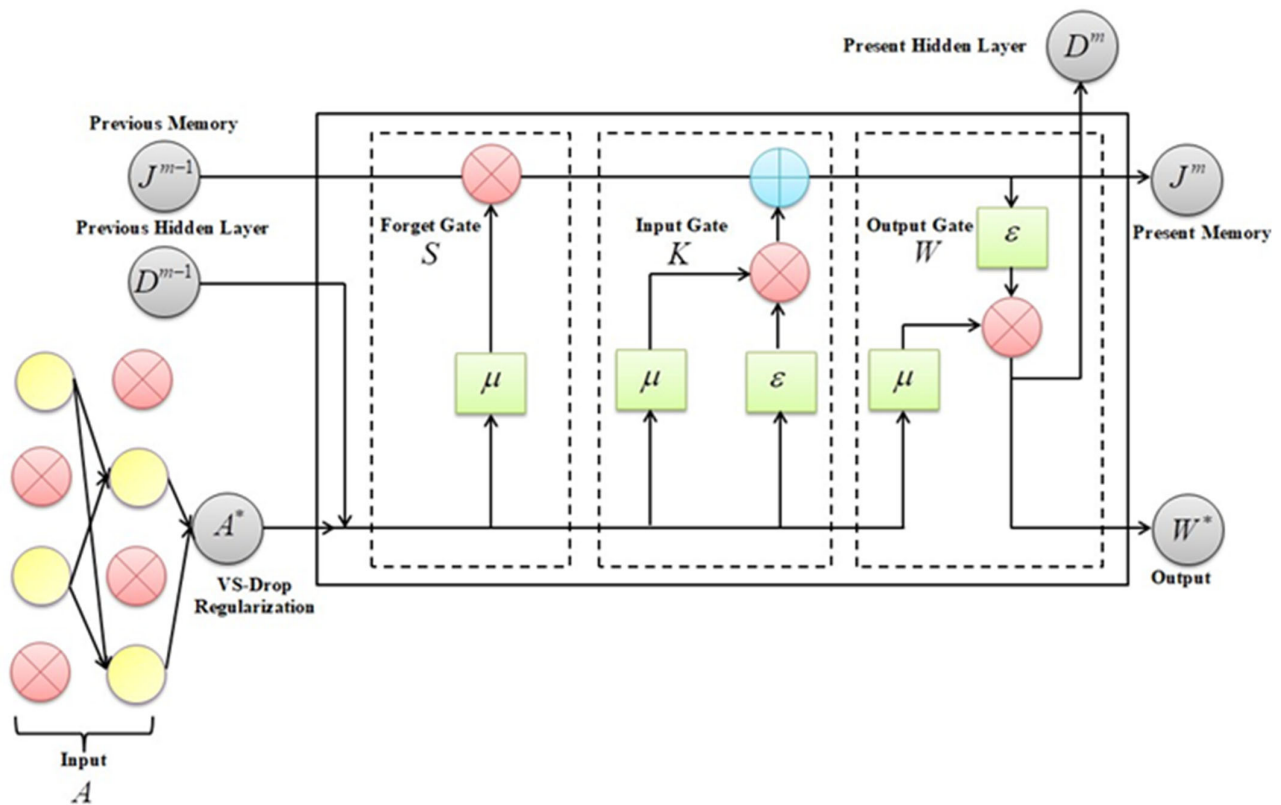 Present Hidden Layer
D^m
Previous Memory
J^{m-1}
J^m
Previous Hidden Layer
Forget Gate
S
Input Gate
K
Output Gate
W
ε
Present Memory
D^{m-1}
μ
μ
ε
μ
A^*
W^*
VS-Drop
Regularization
Output
Input
A